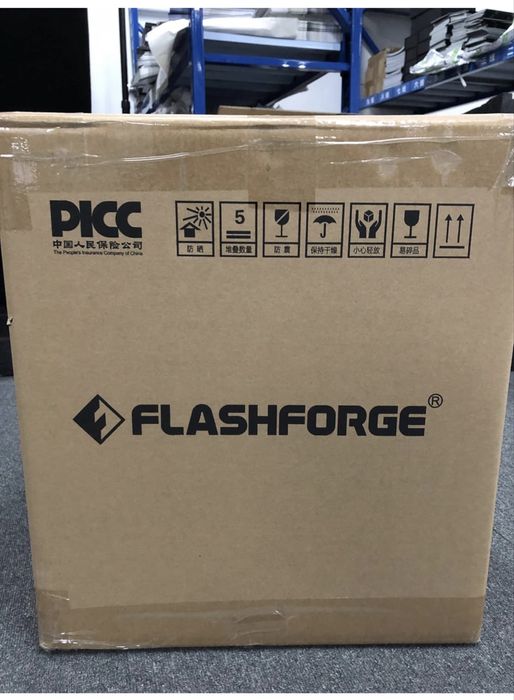 PICC
中国人民保险公司
The People's Insurance Company of China
5
防晒
堆叠数量
防震
保持干燥
小心轻放
易碎品
FLASHFORGE®